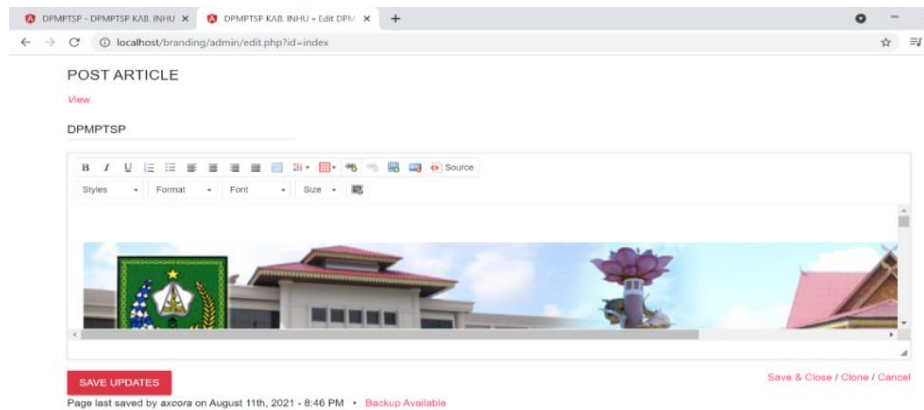 DPMPTSP - DPMPTSP KAB. INHU
DPMPTSP KAB. INHU » Edit DPM
localhost/branding/admin/edit.php?id=index
POST ARTICLE
View
DPMPTSP
B I U Source
Styles Format Font Size
SAVE UPDATES
Save & Close / Clone / Cancel
Page last saved by axcora on August 11th, 2021 - 8:46 PM • Backup Available